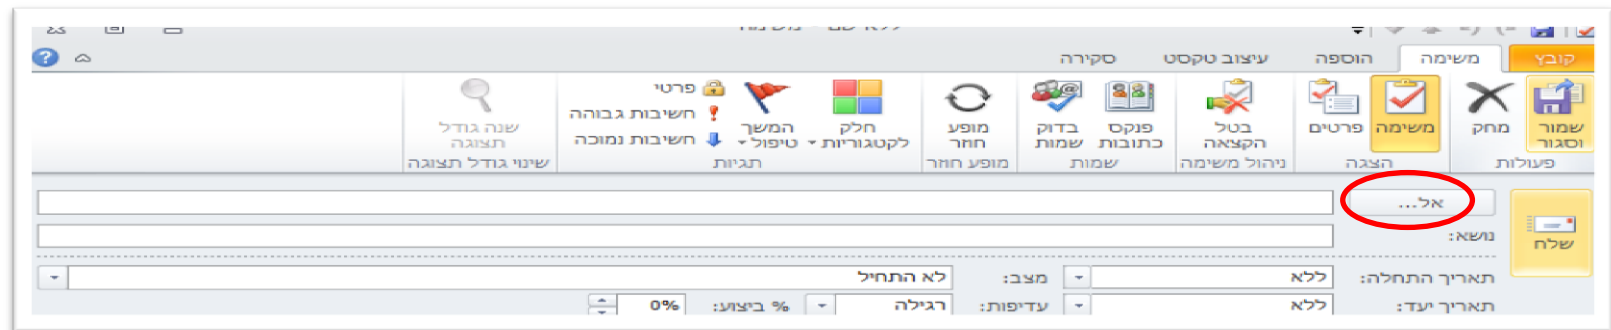 ללא שם - משימה
קובץ משימה הוספה עיצוב טקסט סקירה
שמור וסגור
מחק
פעולות
משימה
פרטים
הצגה
בטל הקצאה
ניהול משימה
פנקס כתובות
בדוק שמות
שמות
מופע חוזר
מופע חוזר
חלק לקטגוריות
המשך טיפול
פרטי
חשיבות גבוהה
חשיבות נמוכה
תגיות
שנה גודל תצוגה
שינוי גודל תצוגה
שלח
אל...
נושא:
תאריך התחלה: ללא מצב: לא התחיל
תאריך יעד: ללא עדיפות: רגילה % ביצוע: 0%